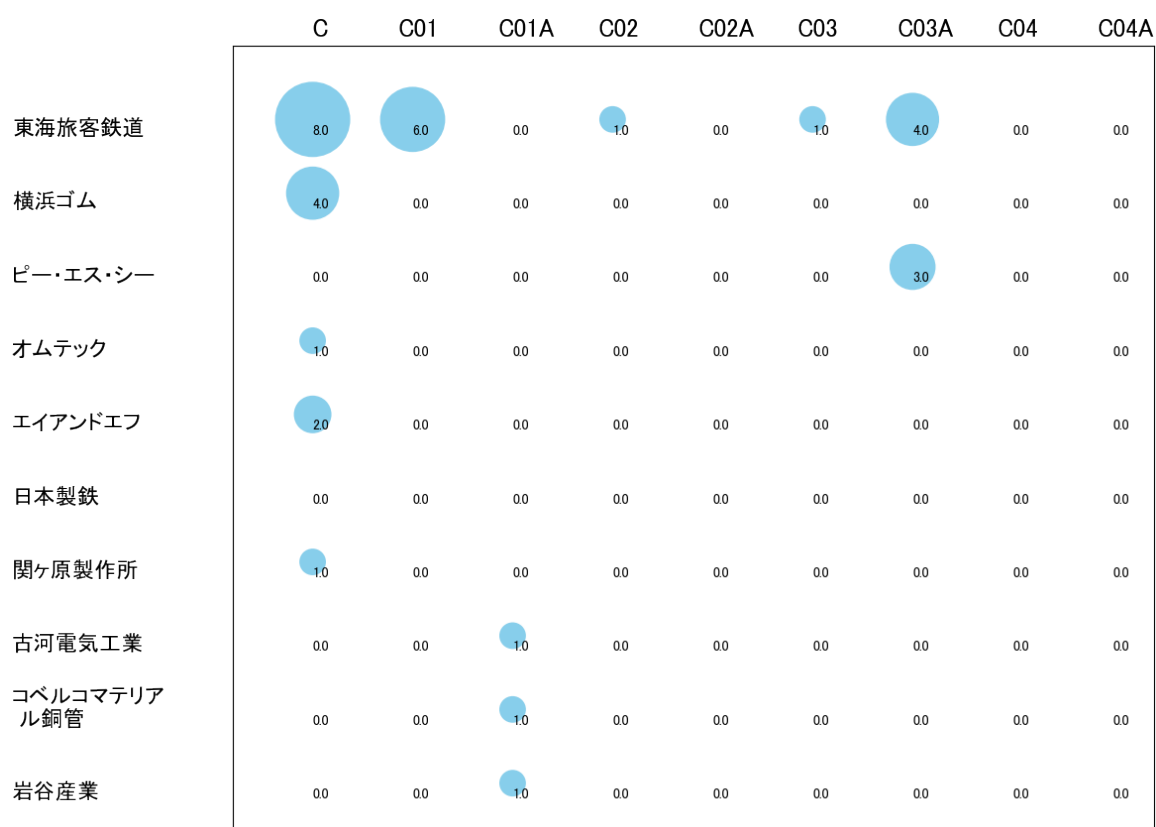 C C01 C01A C02 C02A C03 C03A C04 C04A
東海旅客鉄道 8.0 6.0 0.0 1.0 0.0 1.0 4.0 0.0 0.0
横浜ゴム 4.0 0.0 0.0 0.0 0.0 0.0 0.0 0.0 0.0
ピー・エス・シー 0.0 0.0 0.0 0.0 0.0 0.0 3.0 0.0 0.0
オムテック 1.0 0.0 0.0 0.0 0.0 0.0 0.0 0.0 0.0
エイアンドエフ 2.0 0.0 0.0 0.0 0.0 0.0 0.0 0.0 0.0
日本製鉄 0.0 0.0 0.0 0.0 0.0 0.0 0.0 0.0 0.0
関ヶ原製作所 1.0 0.0 0.0 0.0 0.0 0.0 0.0 0.0 0.0
古河電気工業 0.0 0.0 1.0 0.0 0.0 0.0 0.0 0.0 0.0
コベルコマテリア
ル銅管 0.0 0.0 1.0 0.0 0.0 0.0 0.0 0.0 0.0
岩谷産業 0.0 0.0 1.0 0.0 0.0 0.0 0.0 0.0 0.0